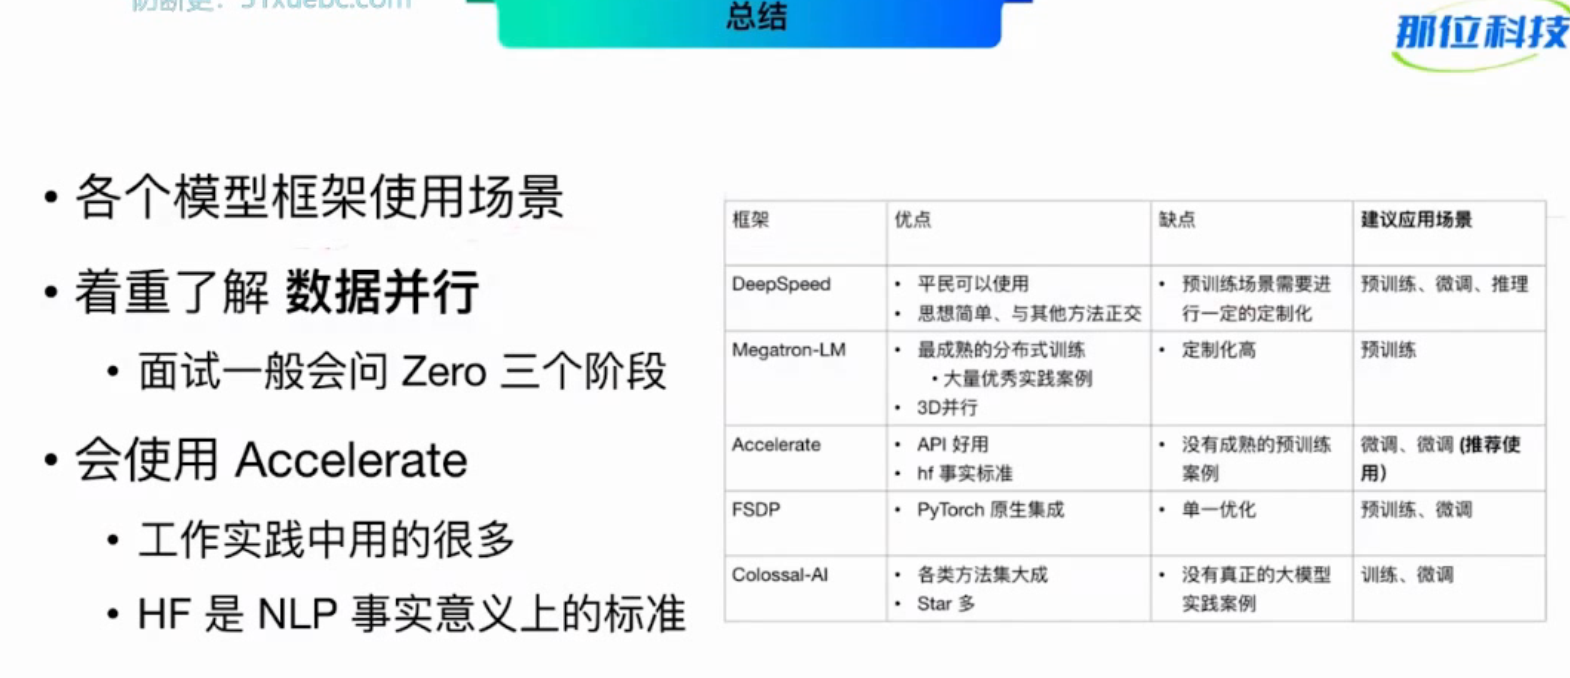 防断更：51xuebc.com
总结
那位科技
• 各个模型框架使用场景
• 着重了解 数据并行
• 面试一般会问 Zero 三个阶段
• 会使用 Accelerate
• 工作实践中用的很多
• HF 是 NLP 事实意义上的标准
框架 优点 缺点 建议应用场景
DeepSpeed • 平民可以使用 • 预训练场景需要进 预训练、微调、推理
• 思想简单、与其他方法正交 行一定的定制化
Megatron-LM • 最成熟的分布式训练 • 定制化高 预训练
• 大量优秀实践案例
• 3D并行
Accelerate • API 好用 • 没有成熟的预训练 微调、微调 (推荐使
• hf 事实标准 案例 用）
FSDP • PyTorch 原生集成 • 单一优化 预训练、微调
Colossal-AI • 各类方法集大成 • 没有真正的大模型 训练、微调
• Star 多 实践案例